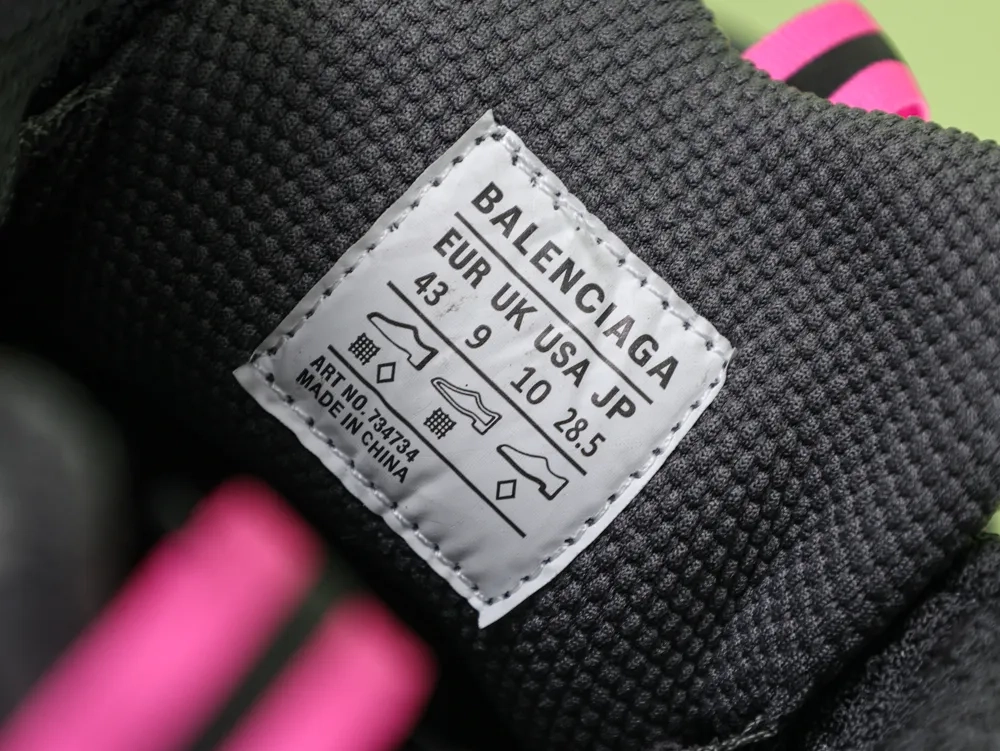 BALENCIAGA
EUR UK USA JP
43 9 10 28.5
ART NO. 734734
MADE IN CHINA